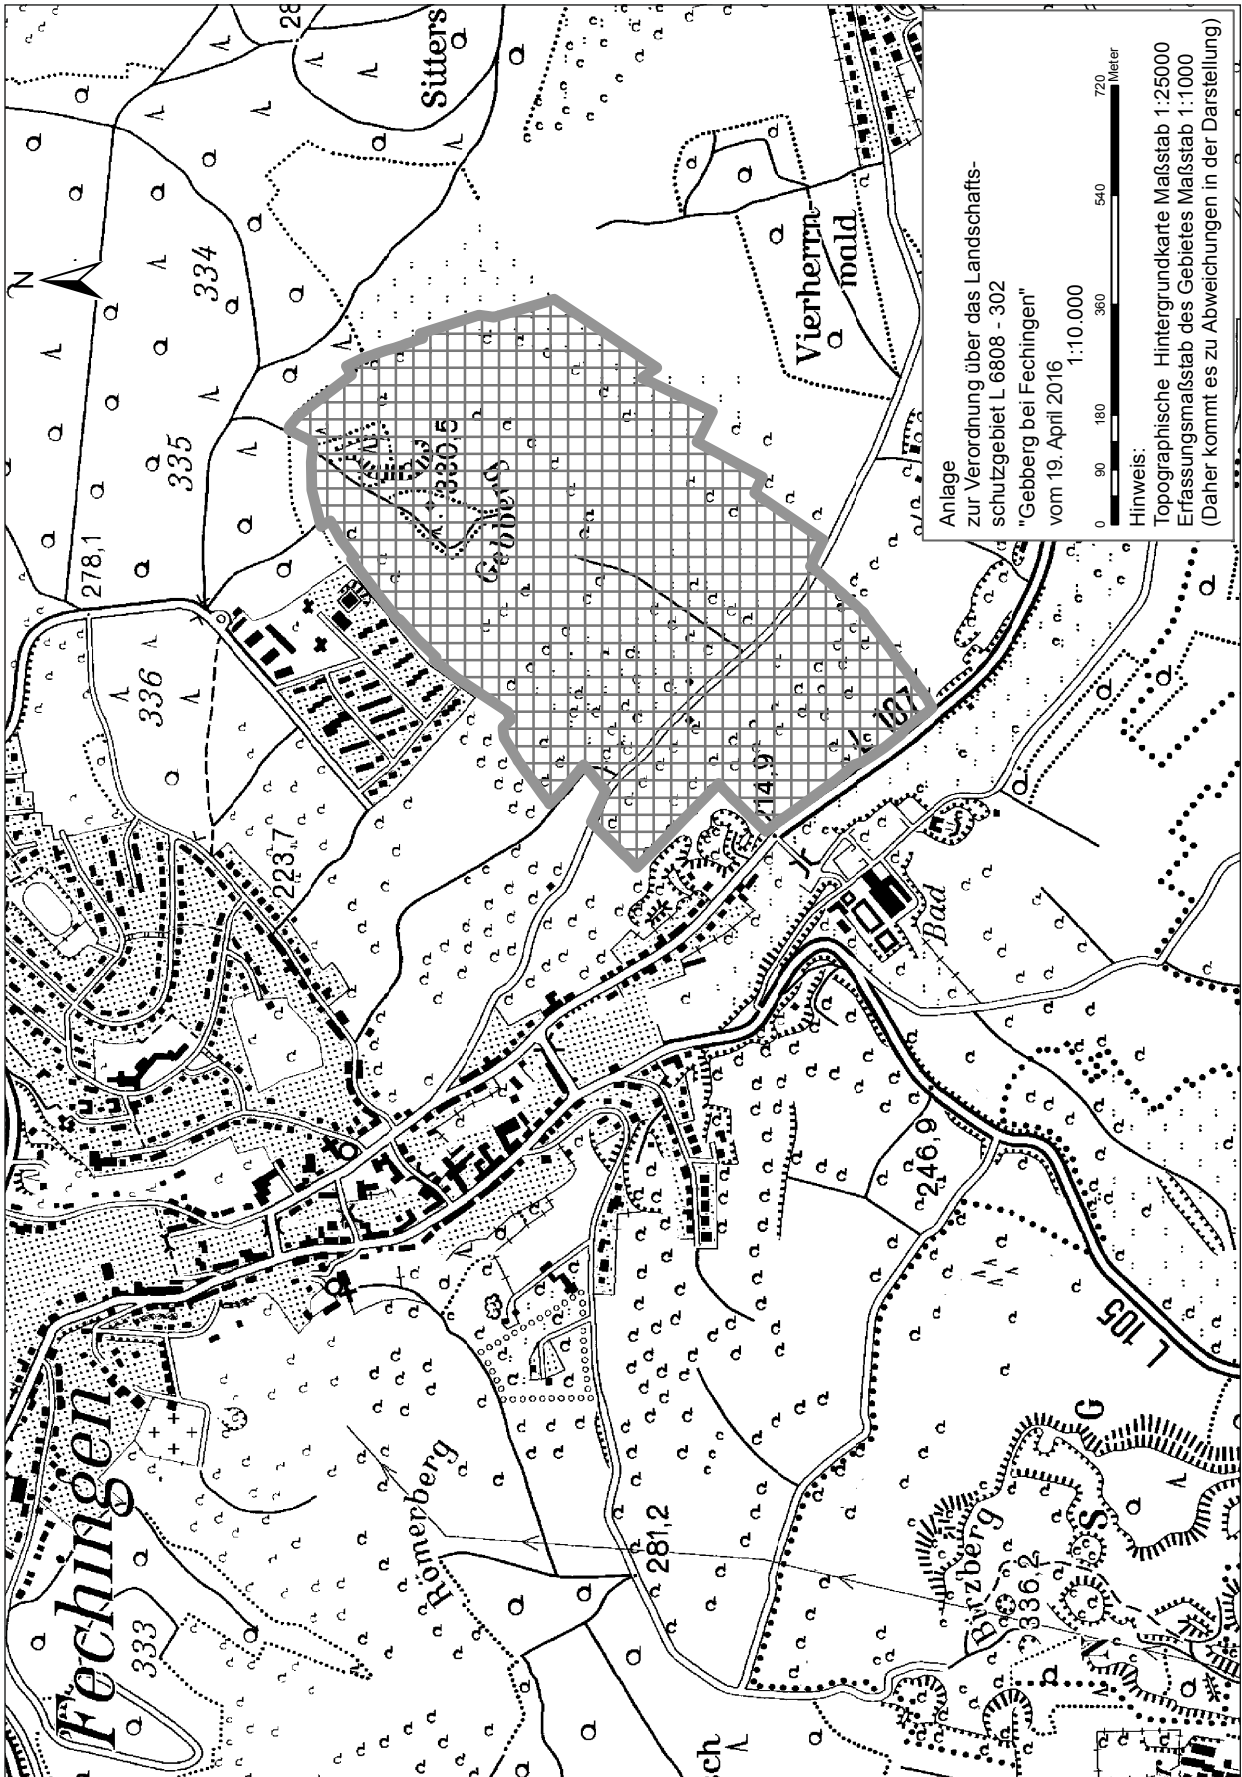 Fechingen
333
Römerberg
281,2
sch
Birzberg
336,2
G
S
N
L 105
246,9
Bad
223,7
336
278,1
335
334
N
28
Sitters
Gebberg
330,5
214,9
L 187
Vierherrn-
wald
Anlage
zur Verordnung über das Landschafts-
schutzgebiet L 6808 - 302
"Gebberg bei Fechingen"
vom 19. April 2016
1:10.000
0 90 180 360 540 720
Meter
Hinweis:
Topographische Hintergrundkarte Maßstab 1:25000
Erfassungsmaßstab des Gebietes Maßstab 1:1000
(Daher kommt es zu Abweichungen in der Darstellung)